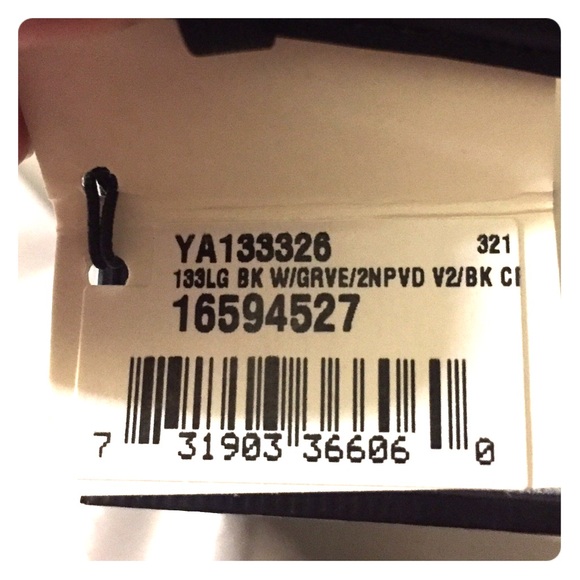 YA133326 321
133LG BK W/GRVE/2NPVD V2/BK
16594527
7 31903 36606 0